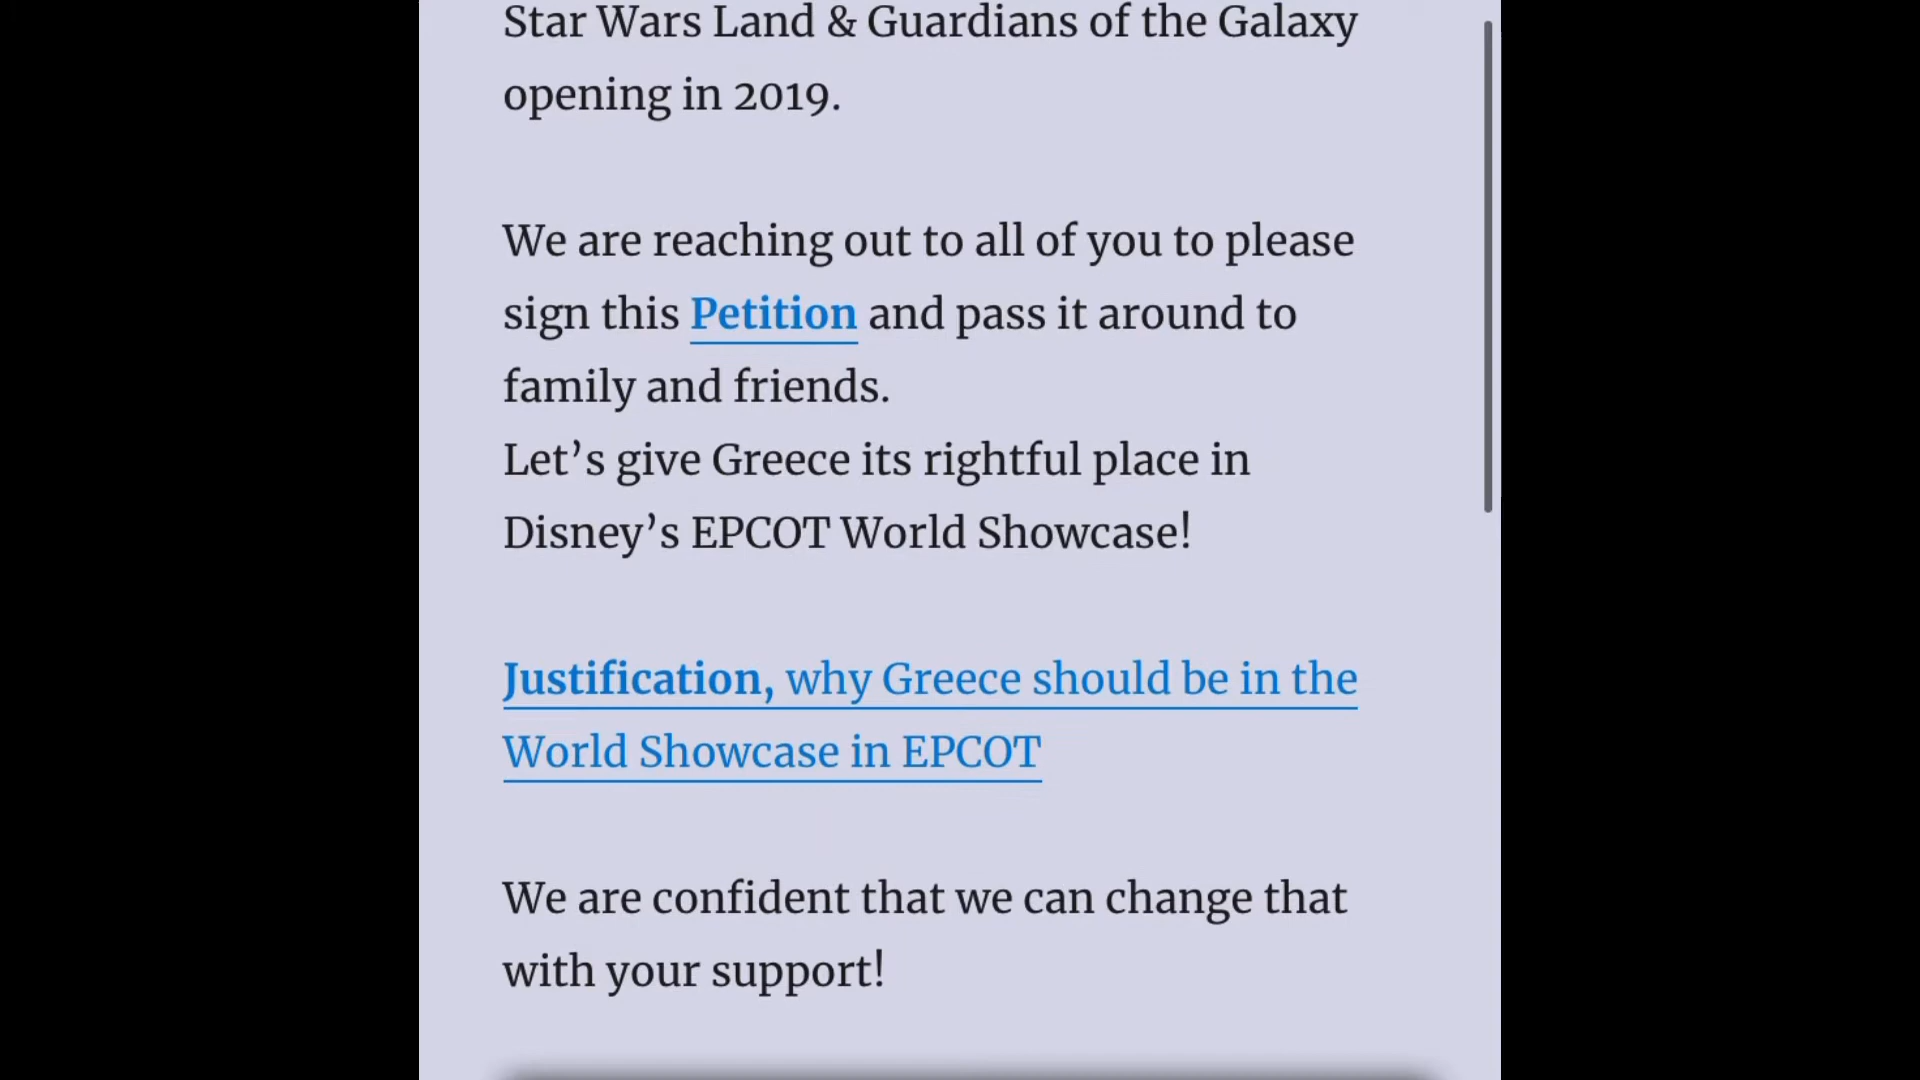 Star Wars Land & Guardians of the Galaxy
opening in 2019.
We are reaching out to all of you to please
sign this Petition and pass it around to
family and friends.
Let’s give Greece its rightful place in
Disney’s EPCOT World Showcase!
Justification, why Greece should be in the
World Showcase in EPCOT
We are confident that we can change that
with your support!